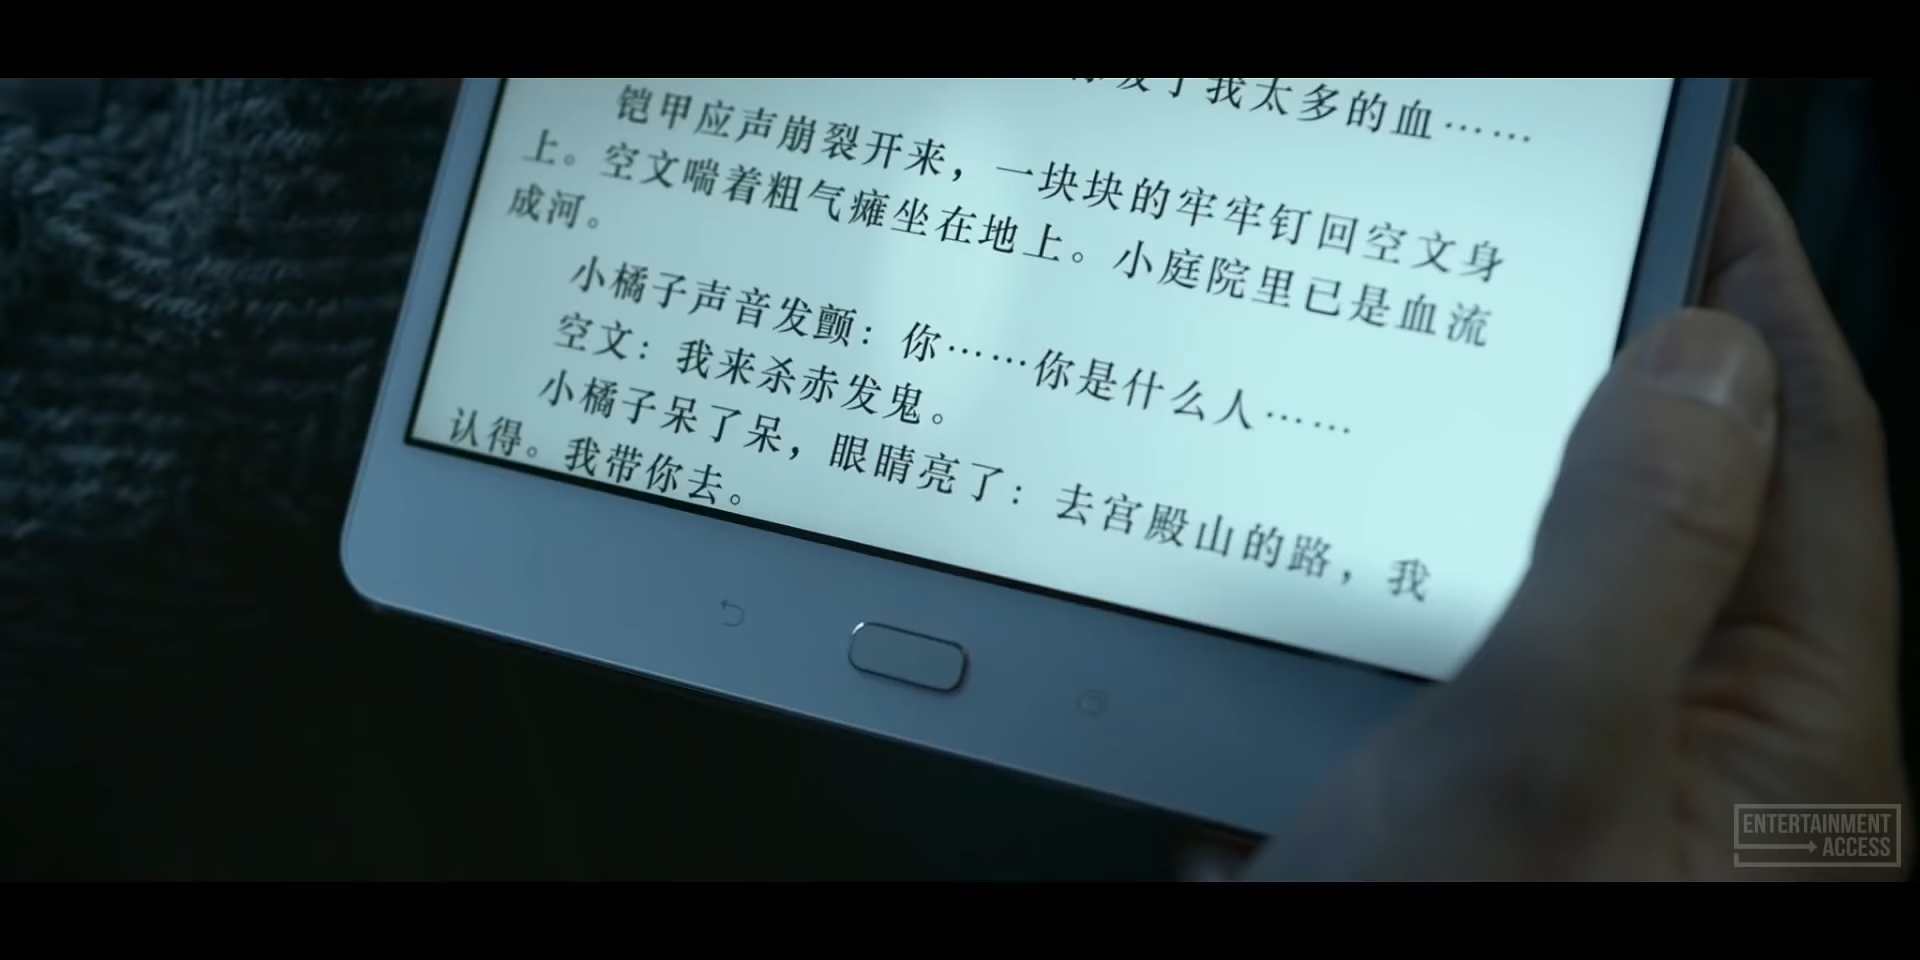 我太多的血……
铠甲应声崩裂开来，一块块的牢牢钉回空文身
上。空文喘着粗气瘫坐在地上。小庭院里已是血流
成河。
小橘子声音发颤：你……你是什么人……
空文：我来杀赤发鬼。
小橘子呆了呆，眼睛亮了：去宫殿山的路，我
认得。我带你去。
ENTERTAINMENT
ACCESS